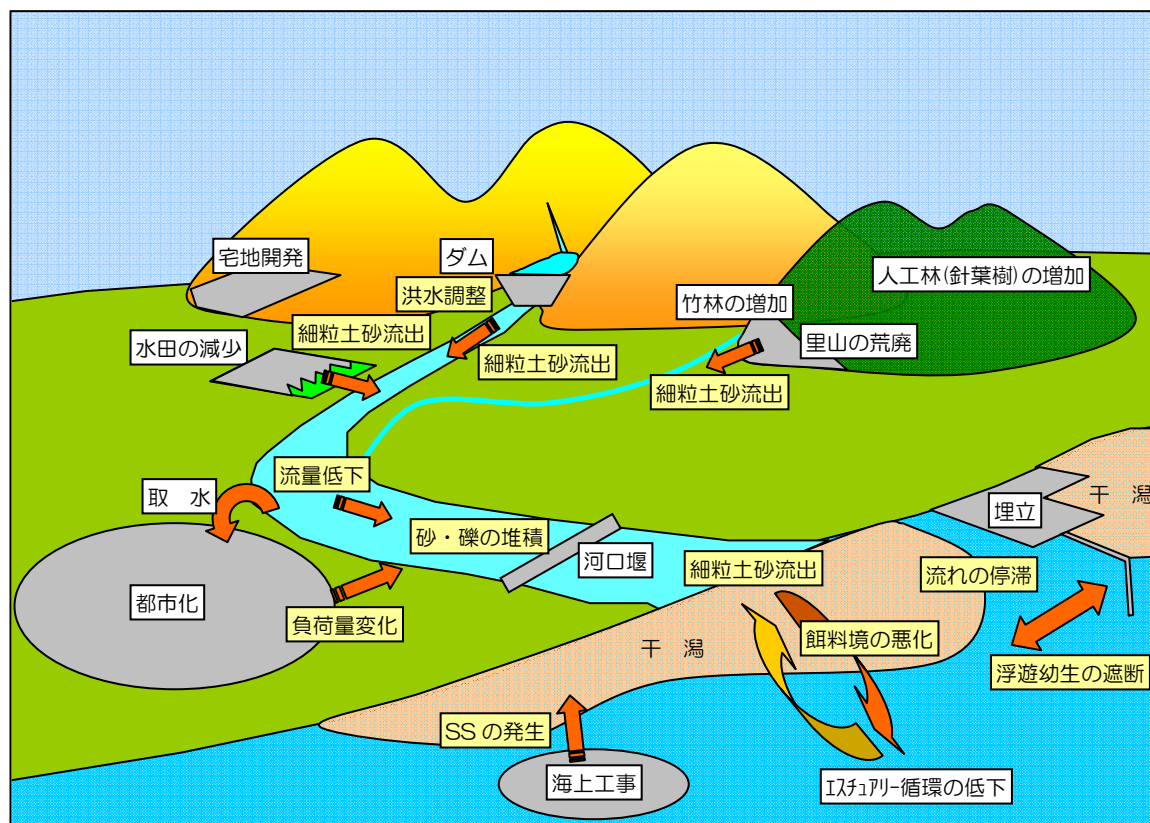 宅地開発
ダム
洪水調整
人工林(針葉樹)の増加
竹林の増加
細粒土砂流出
水田の減少
里山の荒廃
細粒土砂流出
細粒土砂流出
流量低下
取　水
干　潟
埋立
砂・礫の堆積
河口堰
細粒土砂流出
流れの停滞
都市化
負荷量変化
餌料境の悪化
干　潟
浮遊幼生の遮断
SSの発生
海上工事
ｴｽﾁｭｱﾘｰ循環の低下